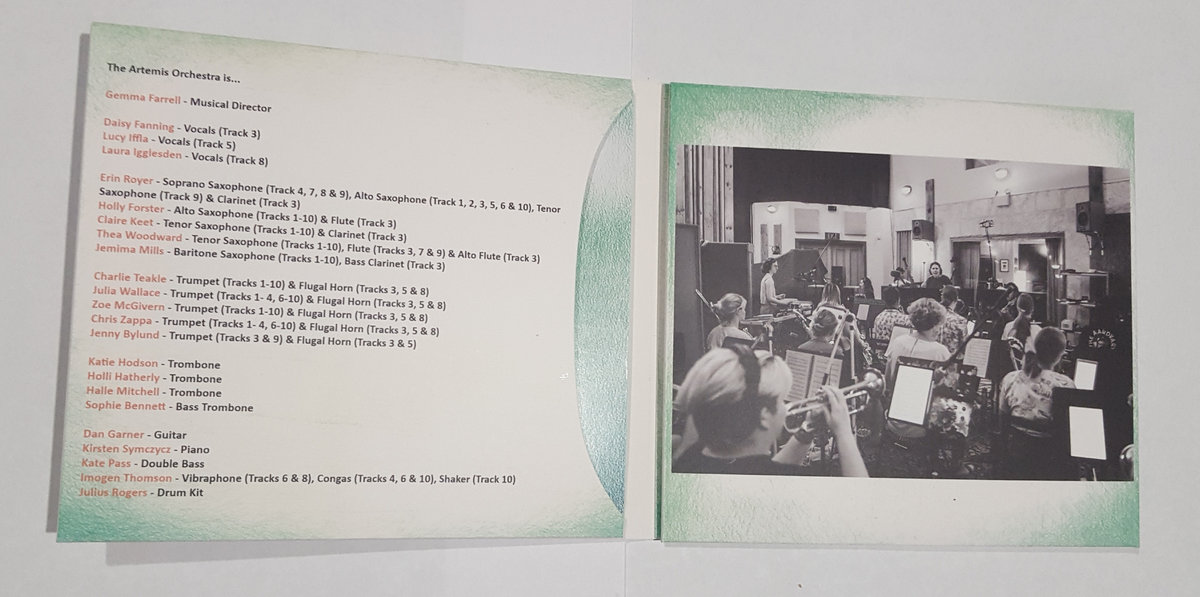 The Artemis Orchestra is...
Gemma Farrell - Musical Director
Daisy Fanning - Vocals (Track 3)
Lucy Iffla - Vocals (Track 5)
Laura Igglesden - Vocals (Track 8)
Erin Royer - Soprano Saxophone (Track 4, 7, 8 & 9), Alto Saxophone (Track 1, 2, 3, 5, 6 & 10), Tenor
Saxophone (Track 9) & Clarinet (Track 3)
Holly Forster - Alto Saxophone (Tracks 1-10) & Flute (Track 3)
Claire Keet - Tenor Saxophone (Tracks 1-10) & Clarinet (Track 3)
Thea Woodward - Tenor Saxophone (Tracks 1-10), Flute (Tracks 3, 7 & 9) & Alto Flute (Track 3)
Jemima Mills - Baritone Saxophone (Tracks 1-10), Bass Clarinet (Track 3)
Charlie Teakle - Trumpet (Tracks 1-10) & Flugal Horn (Tracks 3, 5 & 8)
Julia Wallace - Trumpet (Tracks 1- 4, 6-10) & Flugal Horn (Tracks 3, 5 & 8)
Zoe McGivern - Trumpet (Tracks 1-10) & Flugal Horn (Tracks 3, 5 & 8)
Chris Zappa - Trumpet (Tracks 1- 4, 6-10) & Flugal Horn (Tracks 3, 5 & 8)
Jenny Bylund - Trumpet (Tracks 3 & 9) & Flugal Horn (Tracks 3 & 5)
Katie Hodson - Trombone
Holli Hatherly - Trombone
Halle Mitchell - Trombone
Sophie Bennett - Bass Trombone
Dan Garner - Guitar
Kirsten Symczycz - Piano
Kate Pass - Double Bass
Imogen Thomson - Vibraphone (Tracks 6 & 8), Congas (Tracks 4, 6 & 10), Shaker (Track 10)
Julius Rogers - Drum Kit